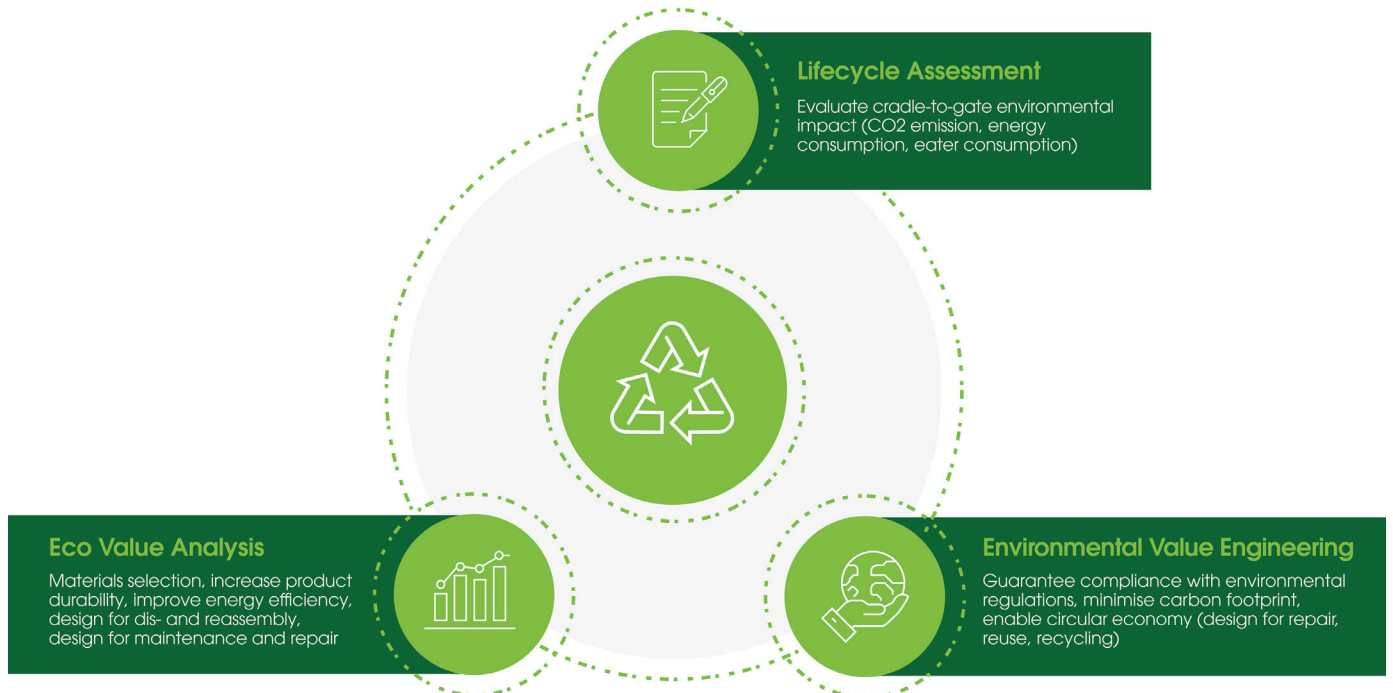 Lifecycle Assessment
Evaluate cradle-to-gate environmental
impact (CO2 emission, energy
consumption, eater consumption)
Eco Value Analysis
Materials selection, increase product
durability, improve energy efficiency,
design for dis- and reassembly,
design for maintenance and repair
Environmental Value Engineering
Guarantee compliance with environmental
regulations, minimise carbon footprint,
enable circular economy (design for repair,
reuse, recycling)